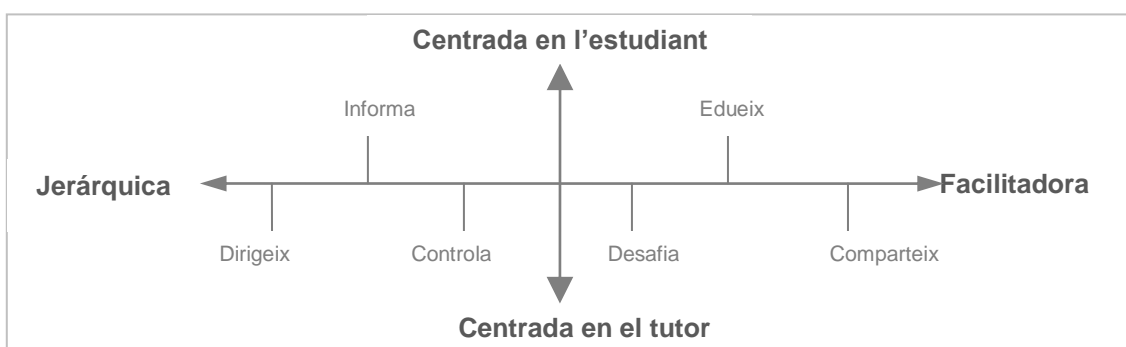 Centrada en l’estudiant
Informa
Edueix
Jerárquica
Facilitadora
Dirigeix
Controla
Desafia
Comparteix
Centrada en el tutor